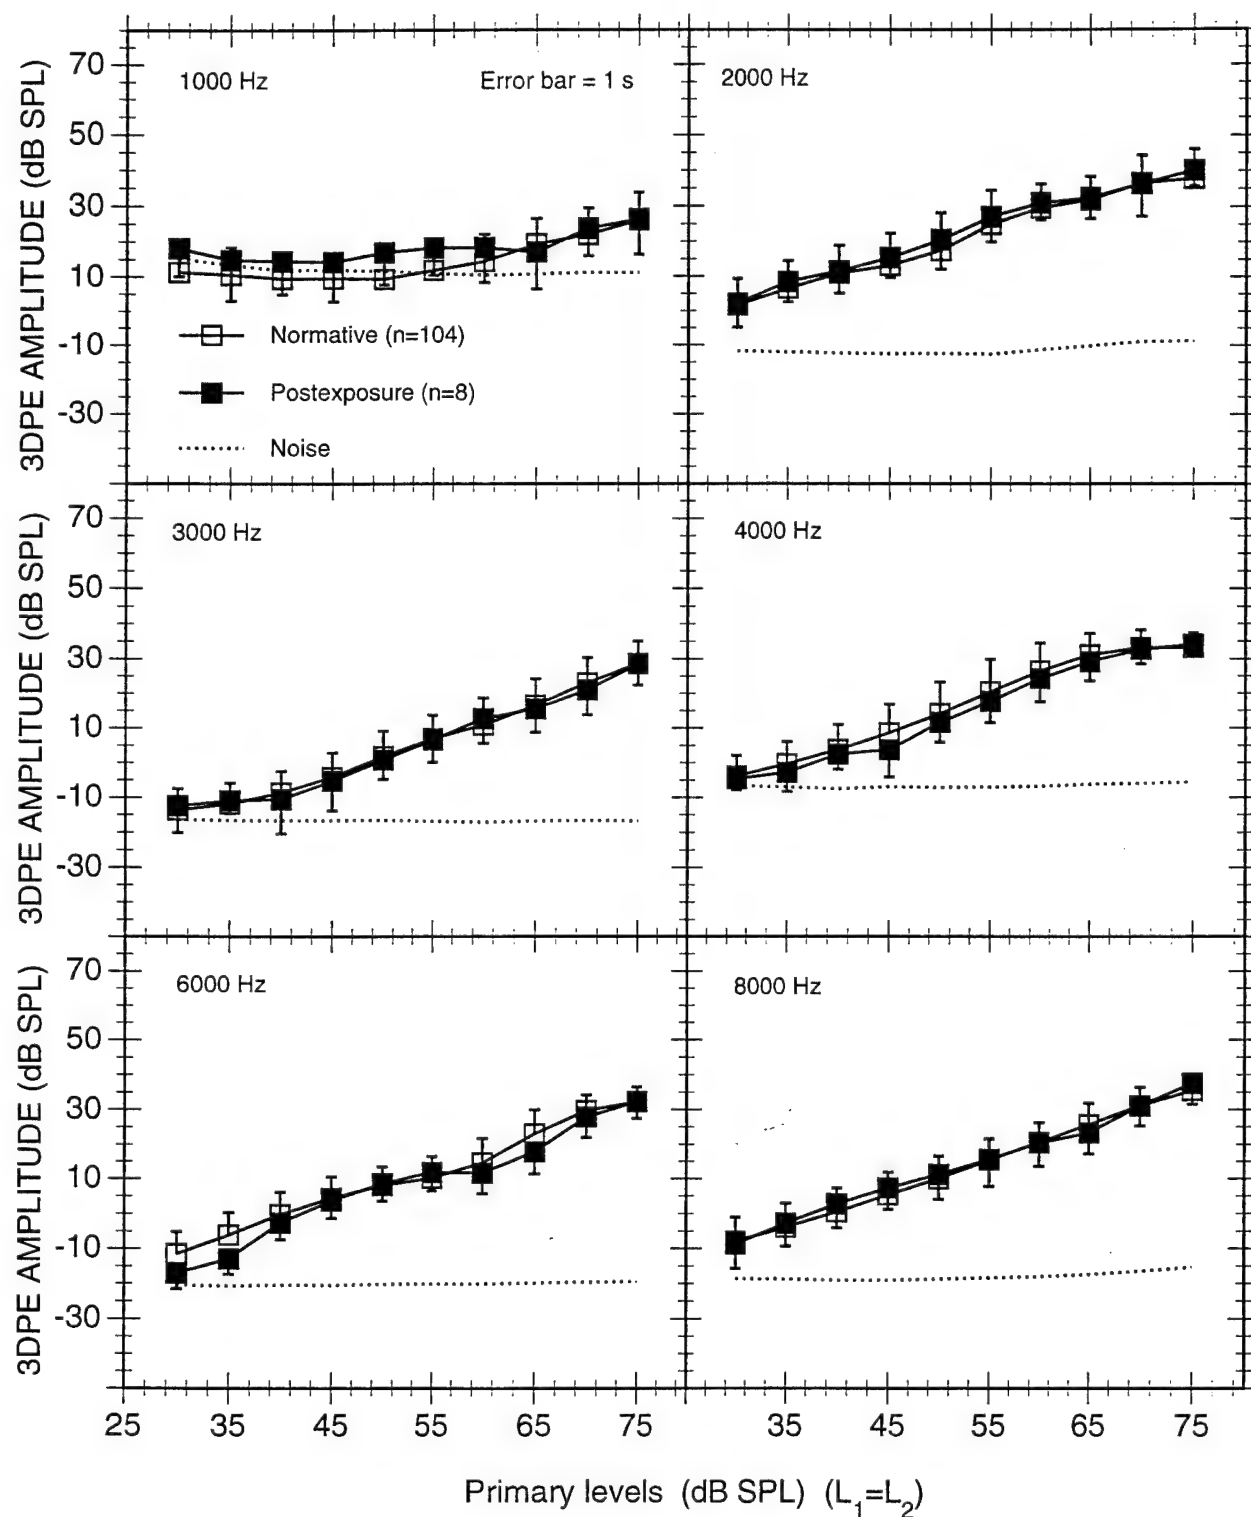 1000 Hz Error bar = 1 s
2000 Hz
3DPE AMPLITUDE (dB SPL)
70
50
30
10
-10
-30
Normative (n=104)
Postexposure (n=8)
Noise
3000 Hz
4000 Hz
3DPE AMPLITUDE (dB SPL)
70
50
30
10
-10
-30
6000 Hz
8000 Hz
3DPE AMPLITUDE (dB SPL)
70
50
30
10
-10
-30
25 35 45 55 65 75 35 45 55 65 75
Primary levels (dB SPL) (L₁=L₂)